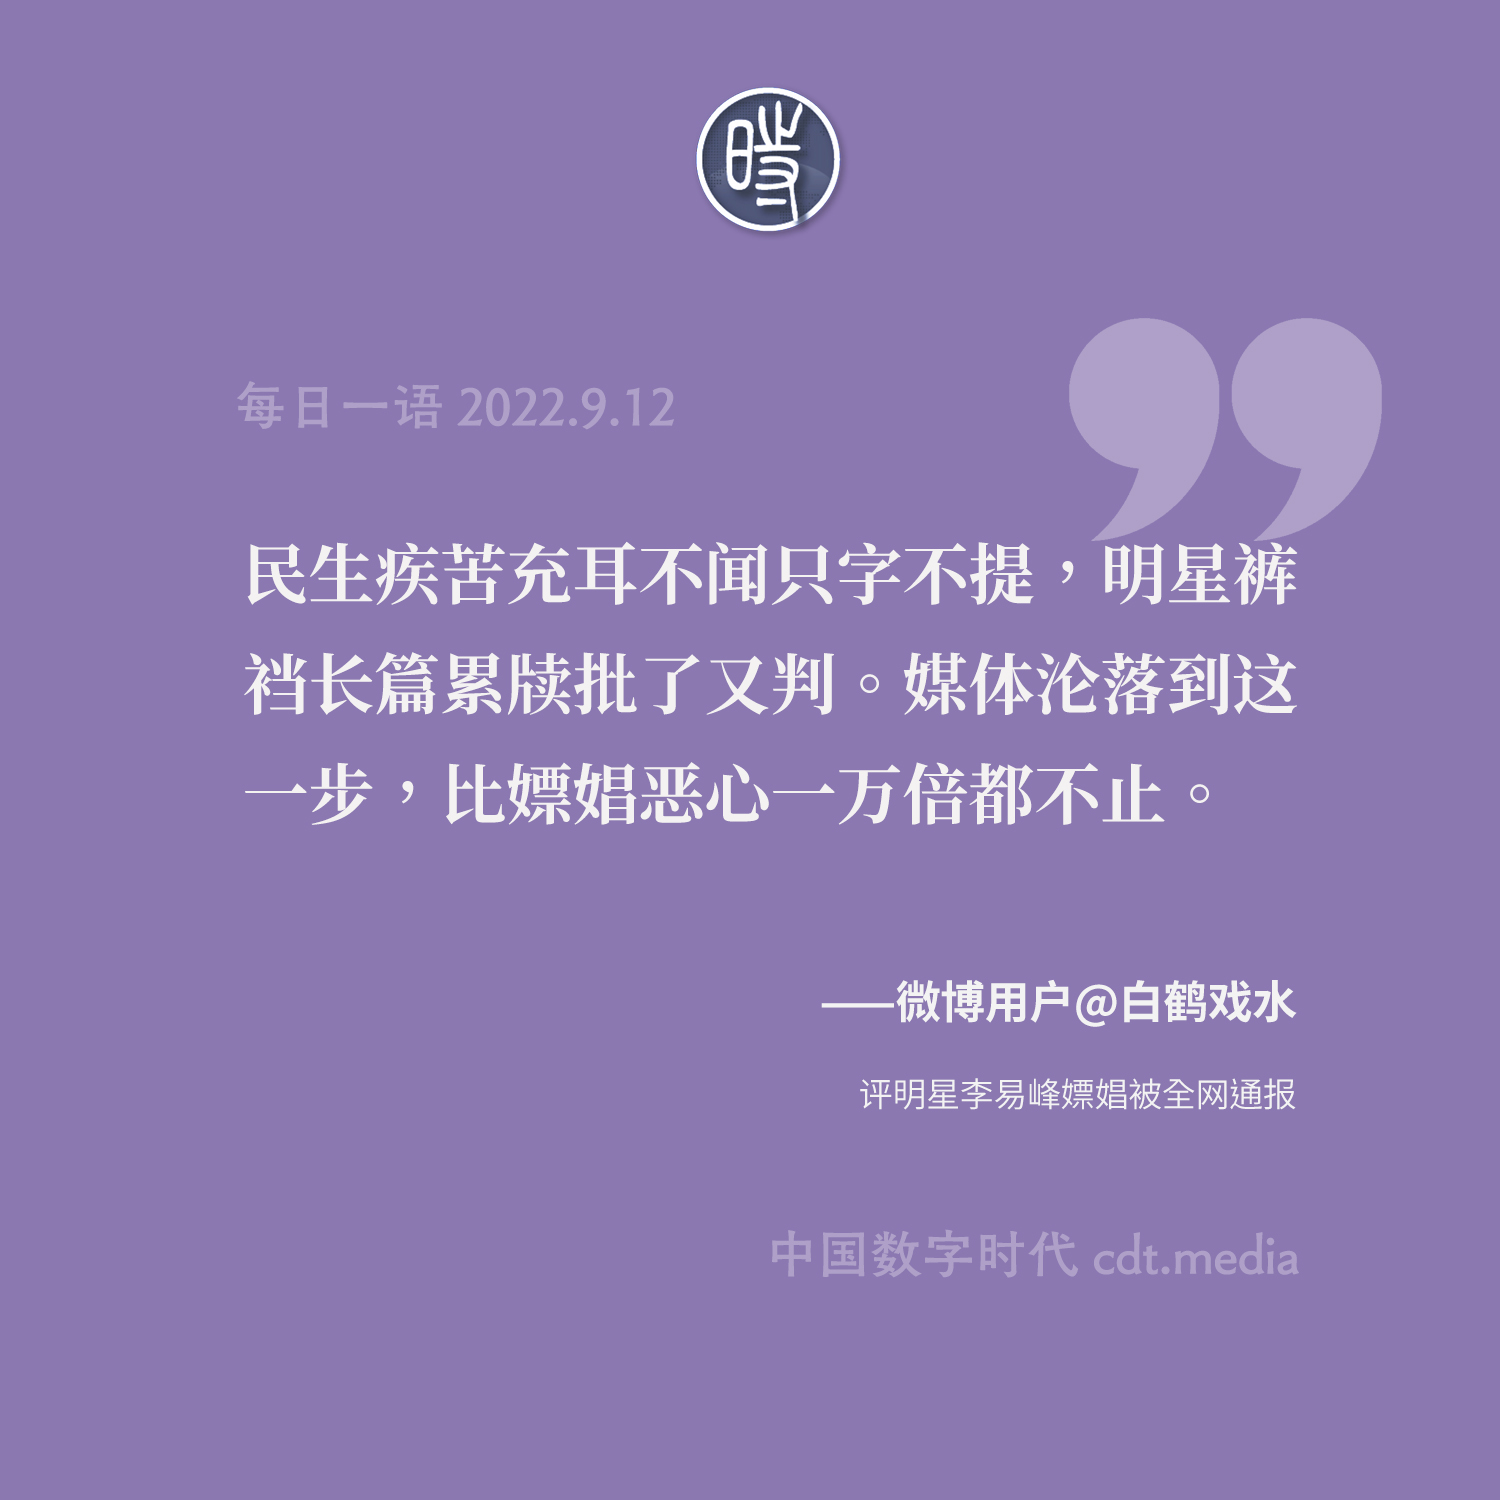 時
每日一语 2022.9.12
民生疾苦充耳不闻只字不提，明星裤
裆长篇累牍批了又判。媒体沦落到这
一步，比嫖娼恶心一万倍都不止。
——微博用户@白鹤戏水
评明星李易峰嫖娼被全网通报
中国数字时代 cdt.media